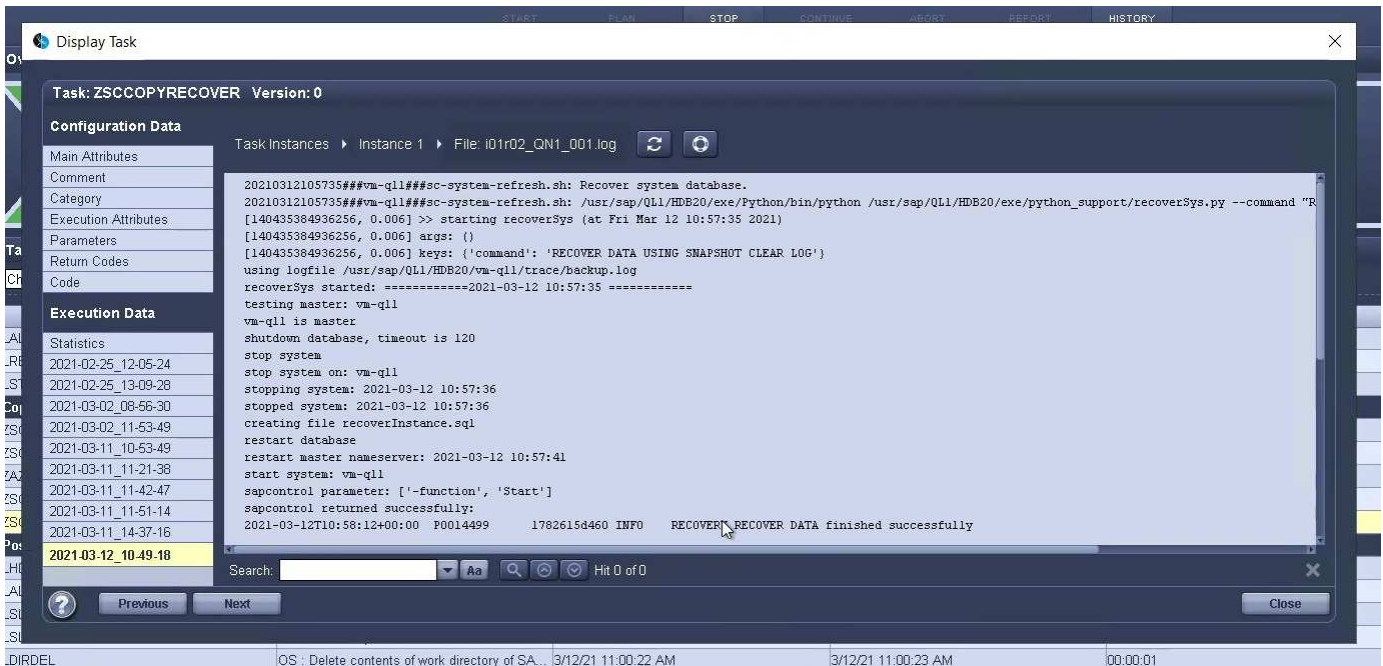 START PLAN STOP CONTINUE ABORT REPORT HISTORY
Display Task
Task: ZSCCOPYRECOVER Version: 0
Configuration Data
Main Attributes
Comment
Category
Execution Attributes
Parameters
Return Codes
Code
Execution Data
Statistics
2021-02-25_12-05-24
2021-02-25_13-09-28
2021-03-02_08-56-30
2021-03-02_11-53-49
2021-03-11_10-53-49
2021-03-11_11-21-38
2021-03-11_11-42-47
2021-03-11_11-51-14
2021-03-11_14-37-16
2021-03-12_10-49-18
Task Instances Instance 1 File: i01r02_QN1_001.log
20210312105735###vm-ql1###sc-system-refresh.sh: Recover system database.
20210312105735###vm-ql1###sc-system-refresh.sh: /usr/sap/QL1/HDB20/exe/Python/bin/python /usr/sap/QL1/HDB20/exe/python_support/recoverSys.py --command "R
[140435384936256, 0.006] >> starting recoverSys (at Fri Mar 12 10:57:35 2021)
[140435384936256, 0.006] args: ()
[140435384936256, 0.006] keys: {'command': 'RECOVER DATA USING SNAPSHOT CLEAR LOG'}
using logfile /usr/sap/QL1/HDB20/vm-ql1/trace/backup.log
recoverSys started: ============2021-03-12 10:57:35 ============
testing master: vm-ql1
vm-ql1 is master
shutdown database, timeout is 120
stop system
stop system on: vm-ql1
stopping system: 2021-03-12 10:57:36
stopped system: 2021-03-12 10:57:36
creating file recoverInstance.sql
restart database
restart master nameserver: 2021-03-12 10:57:41
start system: vm-ql1
sapcontrol parameter: ['-function', 'Start']
sapcontrol returned successfully:
2021-03-12T10:58:12+00:00 P0014499 1782615d460 INFO RECOVERY RECOVER DATA finished successfully
Search: Aa Hit 0 of 0
Previous Next Close
LDIRDEL OS : Delete contents of work directory of SA... 3/12/21 11:00:22 AM 3/12/21 11:00:23 AM 00:00:01